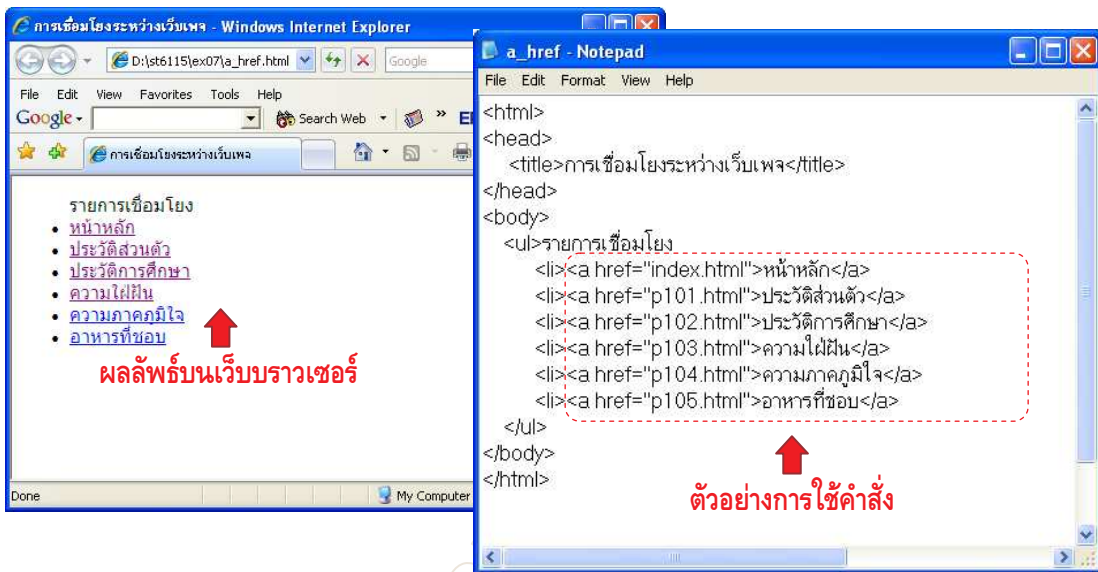 การเชื่อมโยงระหว่างเว็บเพจ - Windows Internet Explorer
D:\st6115\ex07\a_href.html
Google
File Edit View Favorites Tools Help
Google
Search Web
»
การเชื่อมโยงระหว่างเว็บเพจ
รายการเชื่อมโยง
• หน้าหลัก
• ประวัติส่วนตัว
• ประวัติการศึกษา
• ความใฝ่ฝัน
• ความภาคภูมิใจ
• อาหารที่ชอบ
ผลลัพธ์บนเว็บบราวเซอร์
Done
My Computer
a_href - Notepad
File Edit Format View Help
<html>
<head>
<title>การเชื่อมโยงระหว่างเว็บเพจ</title>
</head>
<body>
<ul>รายการเชื่อมโยง
<li><a href="index.html">หน้าหลัก</a>
<li><a href="p101.html">ประวัติส่วนตัว</a>
<li><a href="p102.html">ประวัติการศึกษา</a>
<li><a href="p103.html">ความใฝ่ฝัน</a>
<li><a href="p104.html">ความภาคภูมิใจ</a>
<li><a href="p105.html">อาหารที่ชอบ</a>
</ul>
</body>
</html>
ตัวอย่างการใช้คำสั่ง